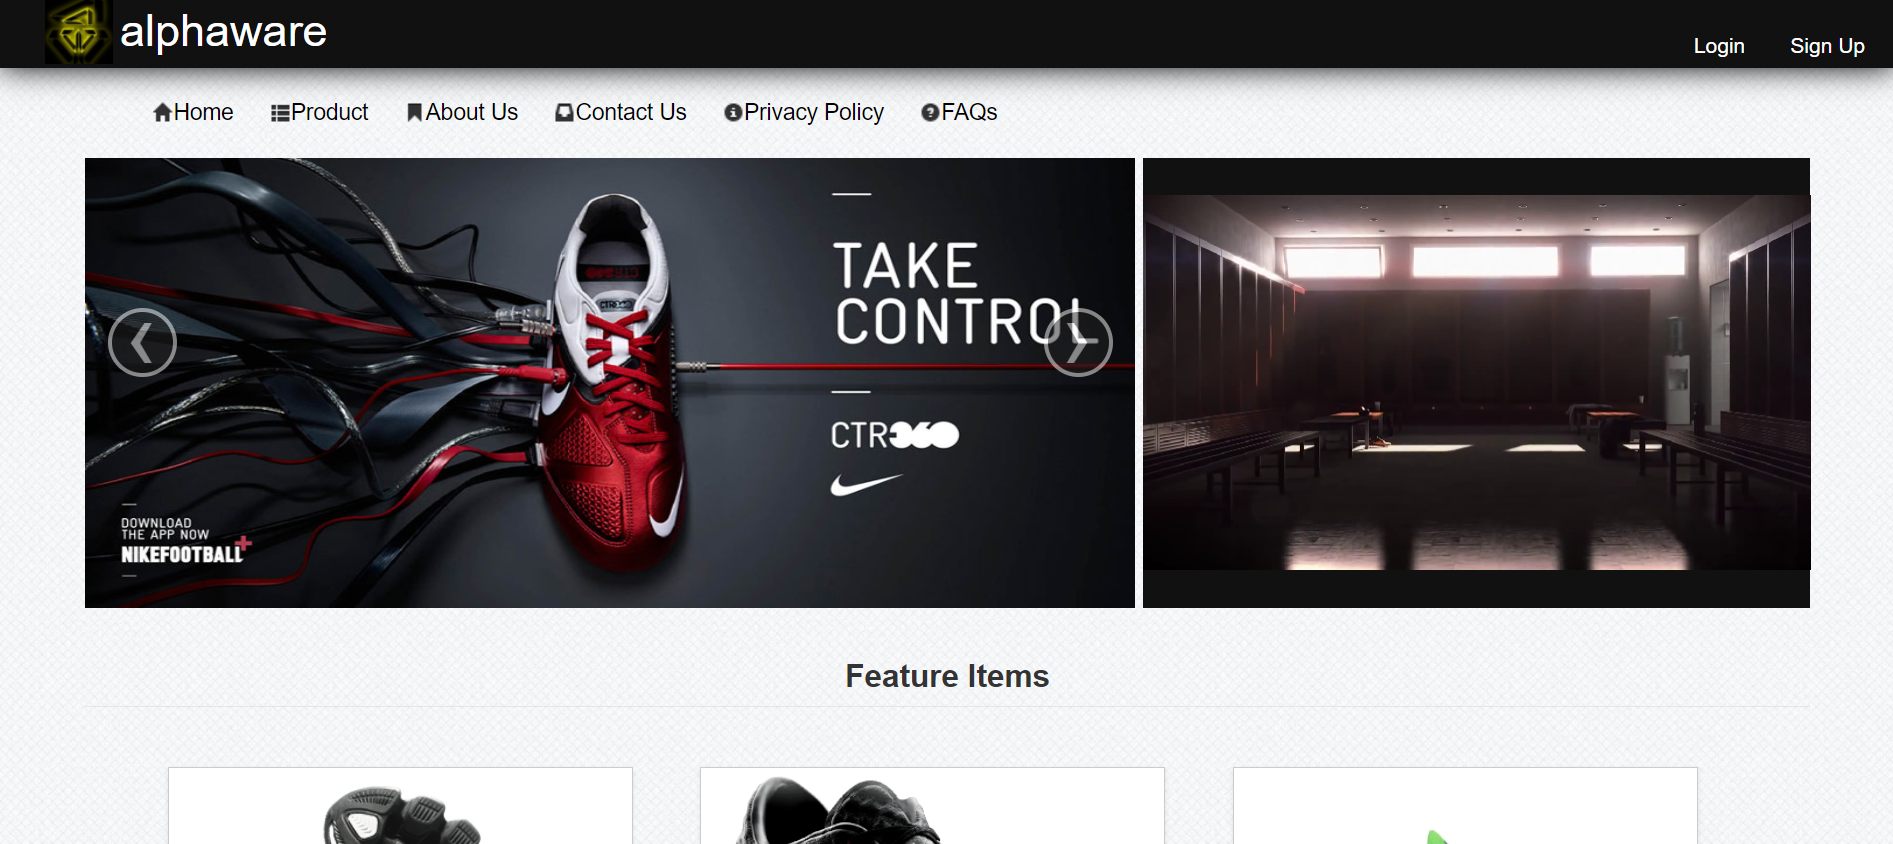 alphaware
Login
Sign Up
Home
Product
About Us
Contact Us
Privacy Policy
FAQs
TAKE
CONTROL
CTR360
DOWNLOAD
THE APP NOW
NIKEFOOTBALL+
CTR360
Feature Items